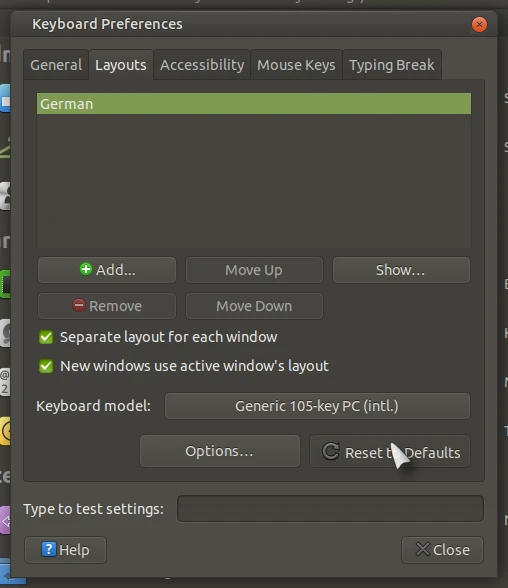 Keyboard Preferences
General Layouts Accessibility Mouse Keys Typing Break
German
Add... Move Up Show...
Remove Move Down
Separate layout for each window
New windows use active window's layout
Keyboard model: Generic 105-key PC (intl.)
Options... Reset to Defaults
Type to test settings:
Help Close